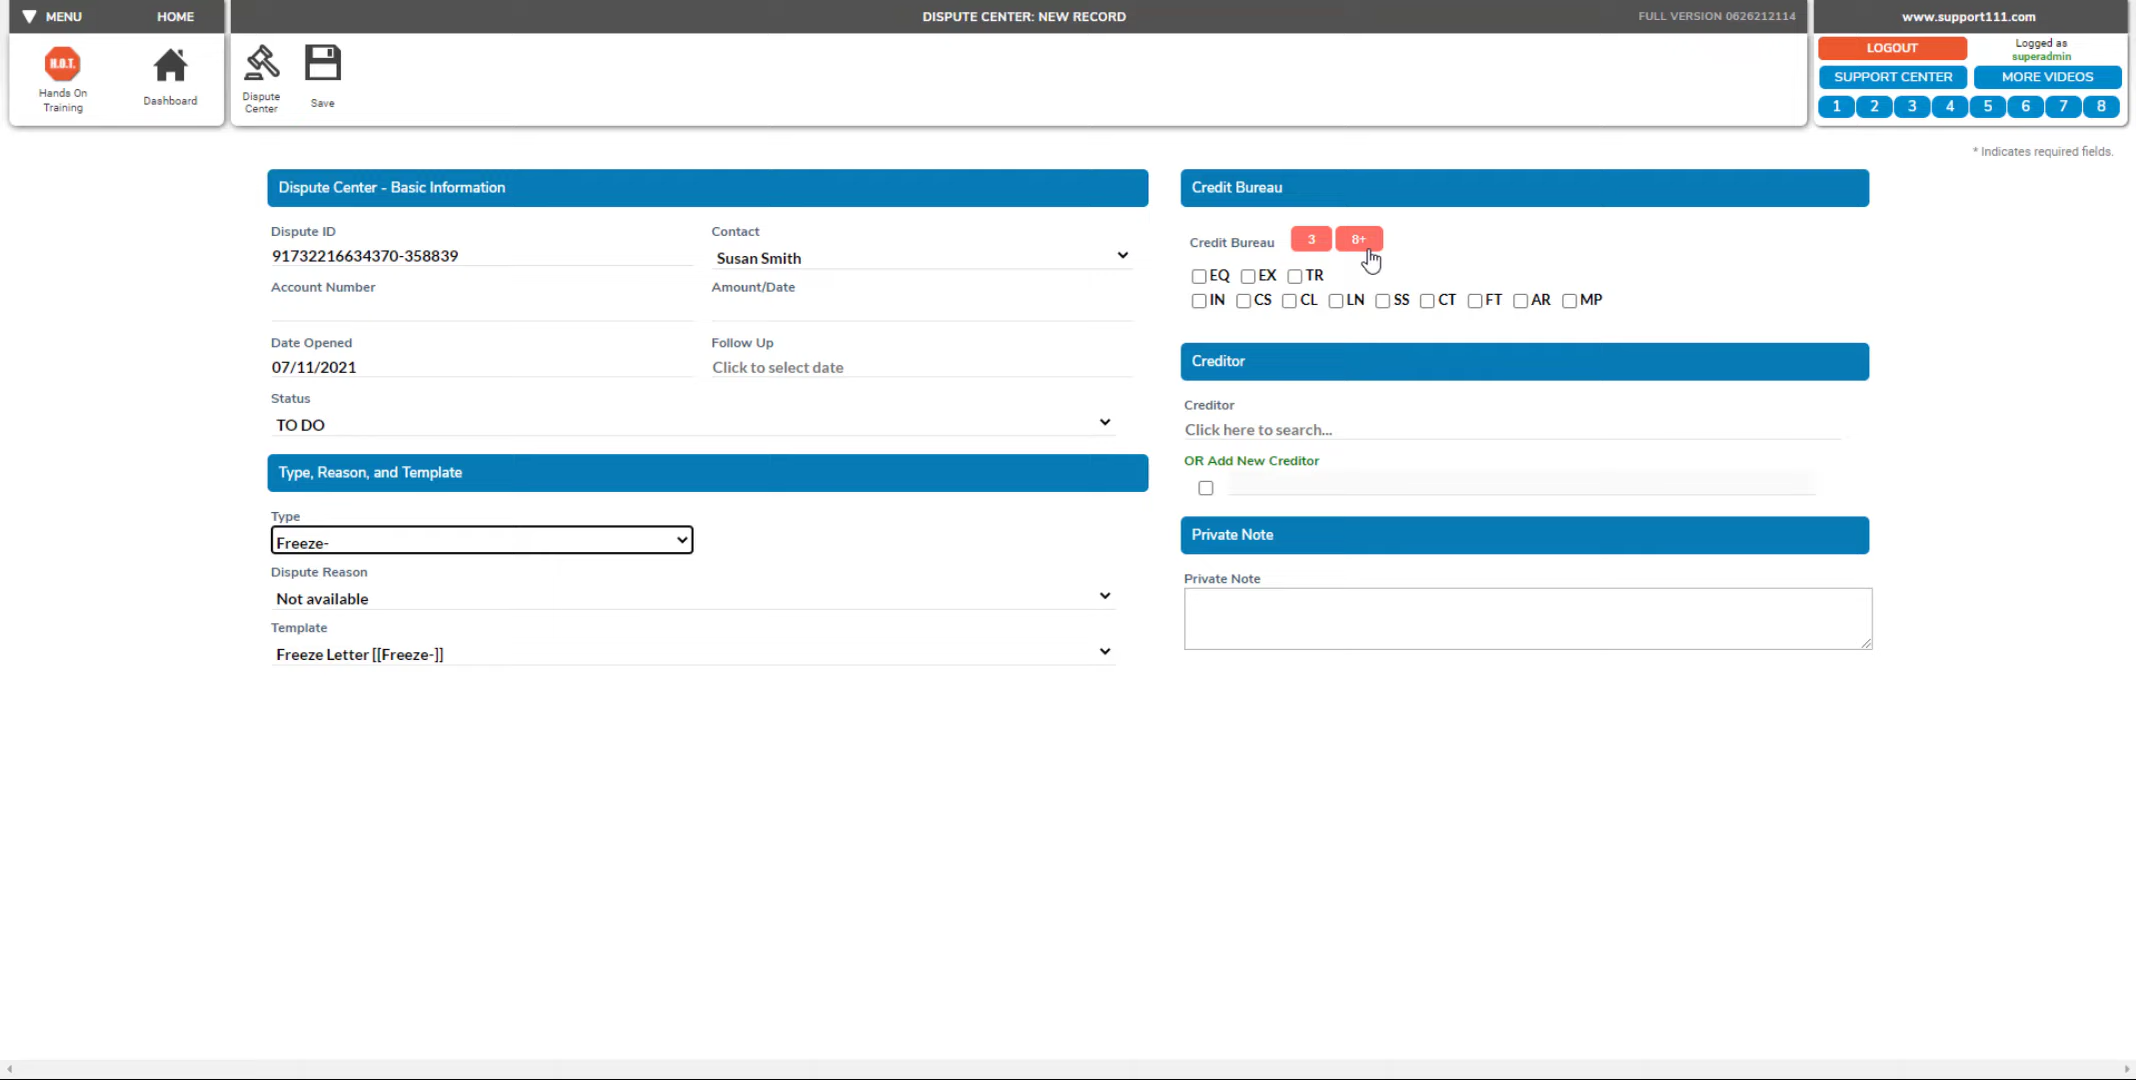 MENU
HOME
DISPUTE CENTER: NEW RECORD
FULL VERSION 0626212114
www.support111.com
H.O.T.
Hands On
Training
Dashboard
Dispute
Center
Save
LOGOUT
Logged as
superadmin
SUPPORT CENTER
MORE VIDEOS
1 2 3 4 5 6 7 8
* Indicates required fields.
Dispute Center - Basic Information
Dispute ID
Contact
91732216634370-358839
Susan Smith
Account Number
Amount/Date
Date Opened
Follow Up
07/11/2021
Click to select date
Status
TO DO
Type, Reason, and Template
Type
Freeze-
Dispute Reason
Not available
Template
Freeze Letter [[Freeze-]]
Credit Bureau
Credit Bureau 3 8+
EQ EX TR
IN CS CL LN SS CT FT AR MP
Creditor
Creditor
Click here to search...
OR Add New Creditor
Private Note
Private Note